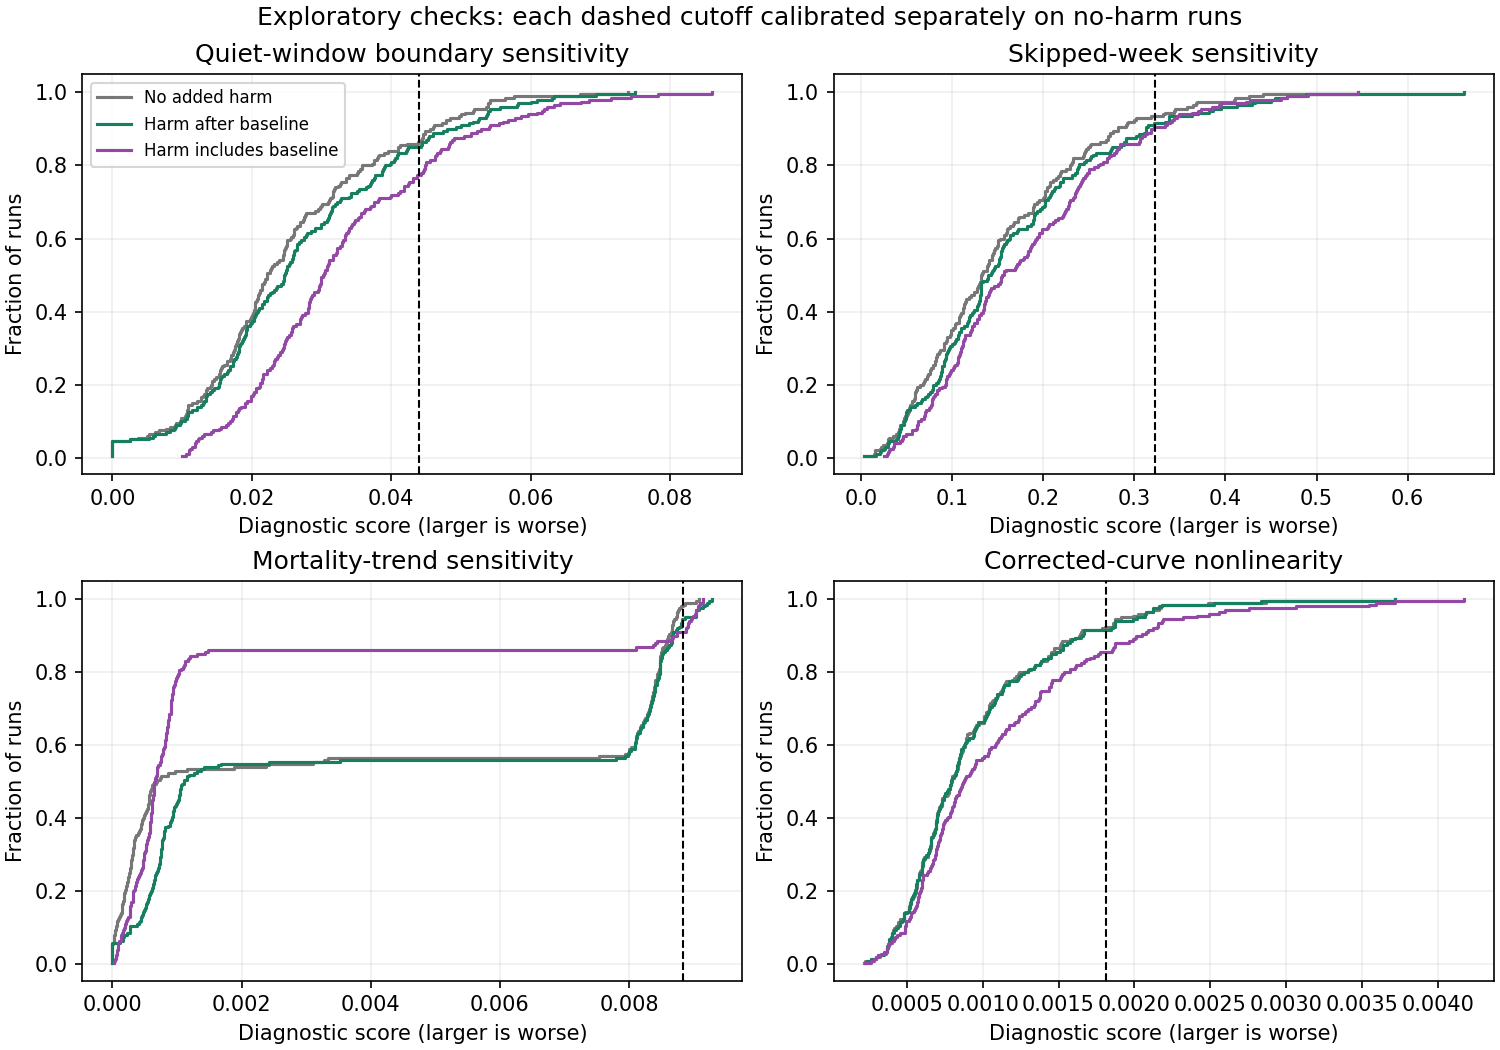 Exploratory checks: each dashed cutoff calibrated separately on no-harm runs
Quiet-window boundary sensitivity
No added harm
Harm after baseline
Harm includes baseline
1.0
0.8
0.6
0.4
0.2
0.0
Fraction of runs
0.00 0.02 0.04 0.06 0.08
Diagnostic score (larger is worse)
Skipped-week sensitivity
1.0
0.8
0.6
0.4
0.2
0.0
Fraction of runs
0.0 0.1 0.2 0.3 0.4 0.5 0.6
Diagnostic score (larger is worse)
Mortality-trend sensitivity
1.0
0.8
0.6
0.4
0.2
0.0
Fraction of runs
0.000 0.002 0.004 0.006 0.008
Diagnostic score (larger is worse)
Corrected-curve nonlinearity
1.0
0.8
0.6
0.4
0.2
0.0
Fraction of runs
0.0005 0.0010 0.0015 0.0020 0.0025 0.0030 0.0035 0.0040
Diagnostic score (larger is worse)